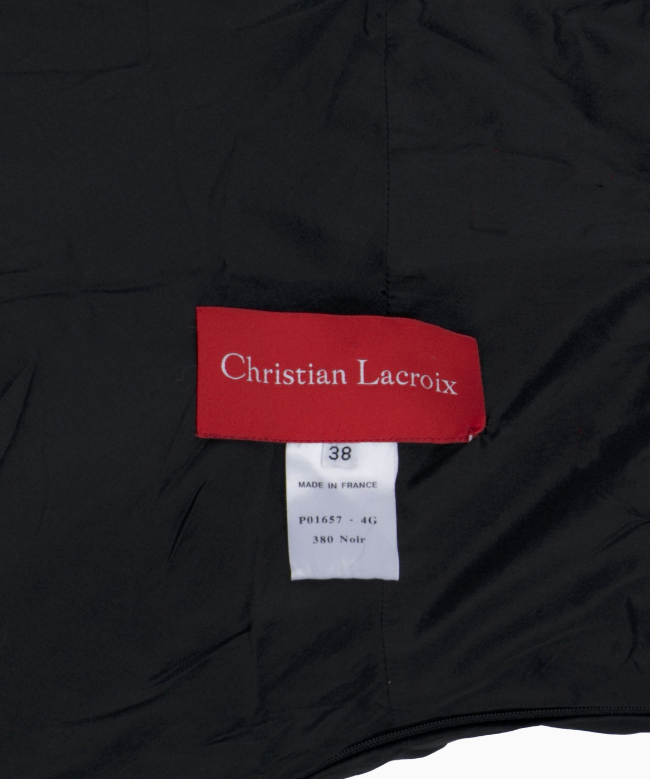 Christian Lacroix
38
MADE IN FRANCE
P01657 - 4G
380 Noir